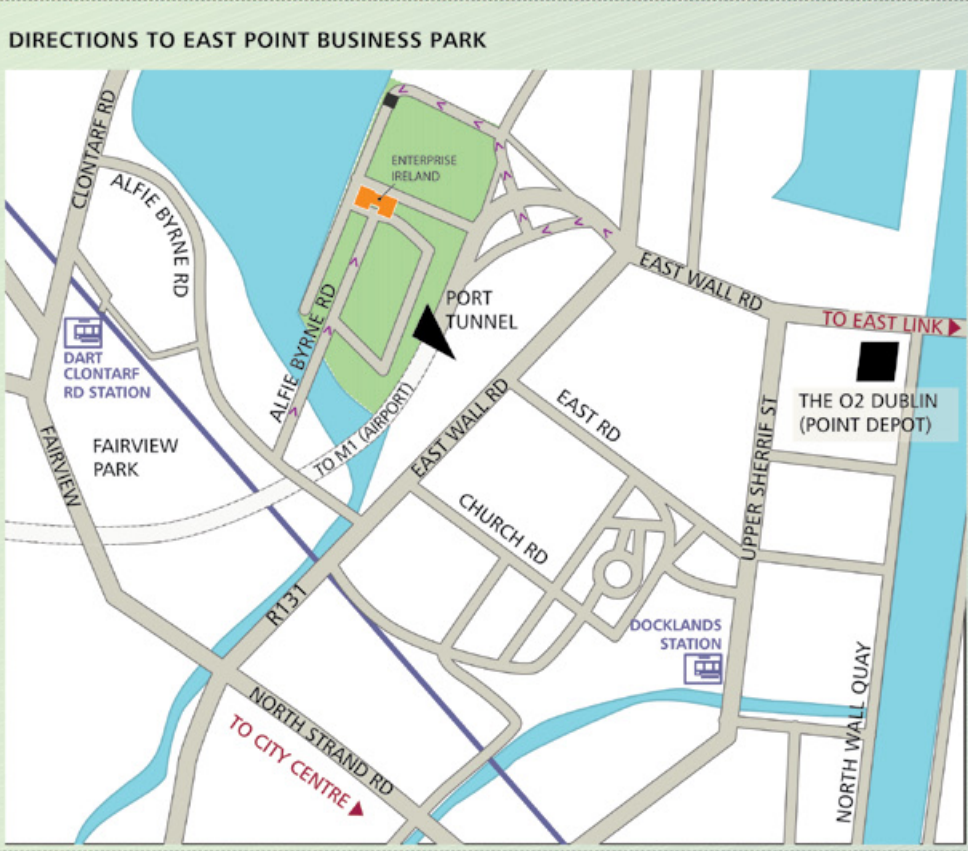 DIRECTIONS TO EAST POINT BUSINESS PARK
CLONTARF RD
ALFIE BYRNE RD
ENTERPRISE
IRELAND
EAST WALL RD
TO EAST LINK
PORT
TUNNEL
ALFIE BYRNE RD
DART
CLONTARF
RD STATION
THE O2 DUBLIN
(POINT DEPOT)
EAST RD
EAST WALL RD
TO M1 (AIRPORT)
UPPER SHERRIF ST
FAIRVIEW
FAIRVIEW
PARK
CHURCH RD
R131
DOCKLANDS
STATION
NORTH WALL QUAY
NORTH STRAND RD
TO CITY CENTRE